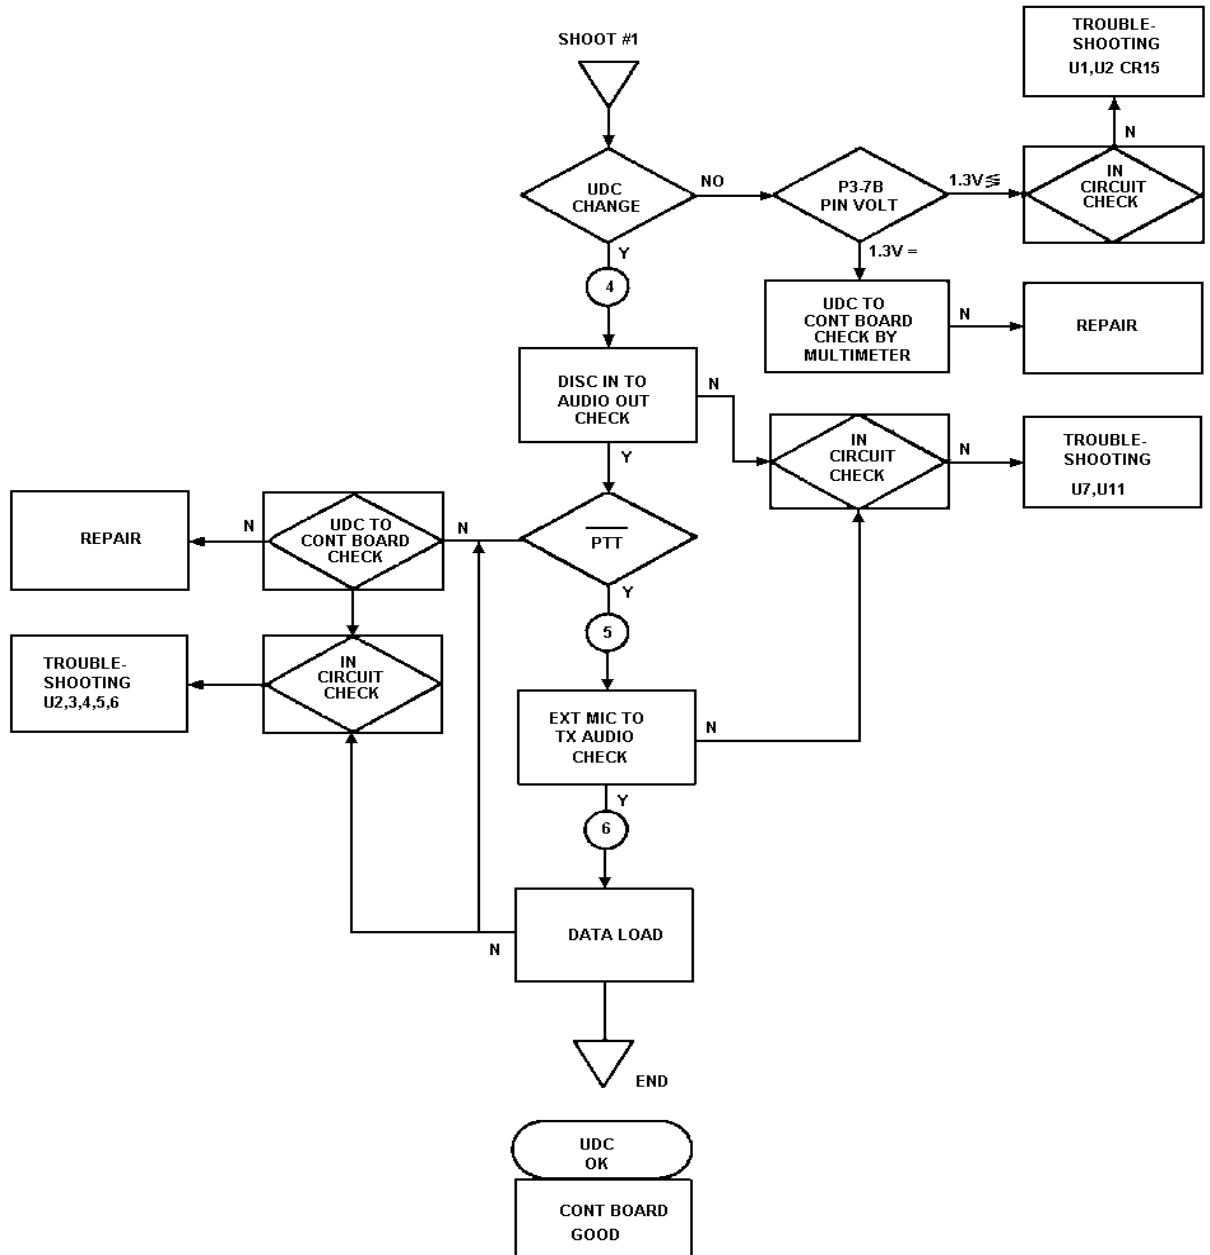 SHOOT #1
TROUBLE-
SHOOTING
U1,U2 CR15
N
UDC
CHANGE
NO
P3-7B
PIN VOLT
1.3V≶
IN
CIRCUIT
CHECK
Y
1.3V =
4
UDC TO
CONT BOARD
CHECK BY
MULTIMETER
N
REPAIR
DISC IN TO
AUDIO OUT
CHECK
N
IN
CIRCUIT
CHECK
N
TROUBLE-
SHOOTING
U7,U11
Y
REPAIR
N
UDC TO
CONT BOARD
CHECK
N
PTT
Y
5
TROUBLE-
SHOOTING
U2,3,4,5,6
IN
CIRCUIT
CHECK
EXT MIC TO
TX AUDIO
CHECK
N
Y
6
DATA LOAD
N
END
UDC
OK
CONT BOARD
GOOD